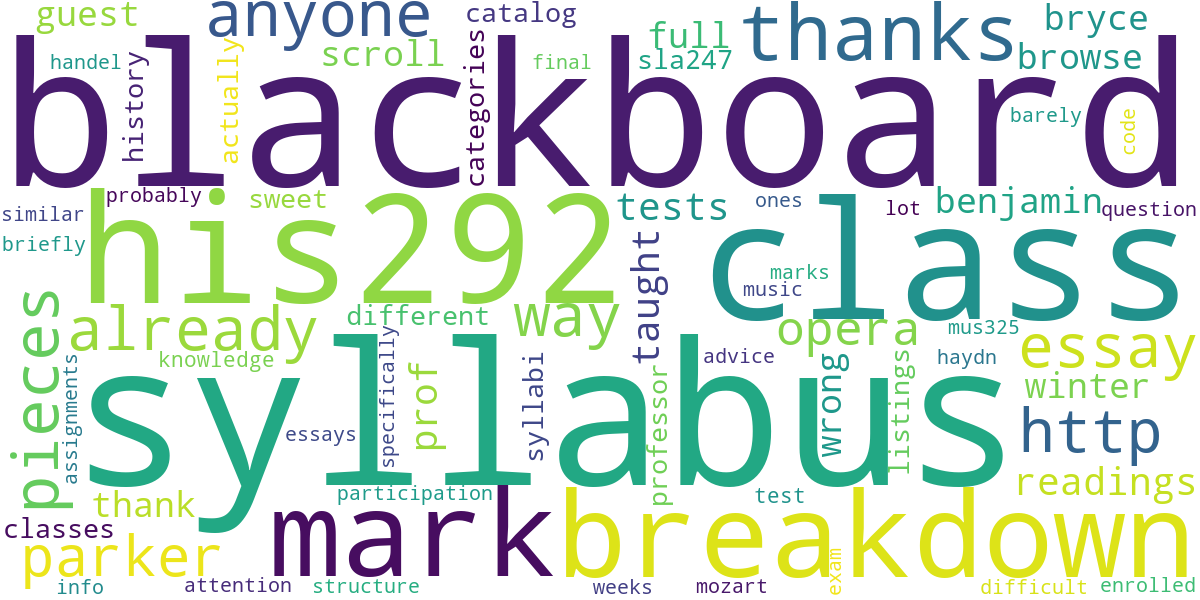 guest
anyone
catalog
thanks
bryce
handel
history
actually
scroll
categories
full
final
sla247
browse
blackboard
barely
code
probably
sweet
similar
briefly
his292
tests
ones
lot
benjamin
question
class
taught
marks
music
pieces
already
different
way
opera
mus325
essay
knowledge
specifically
prof
syllabi
advice
wrong
listings
haydn
winter
assignments
essays
syllabus
professor
http
readings
thank
participation
test
classes
parker
mark
breakdown
info
attention
structure
weeks
mozart
exam
difficult
enrolled